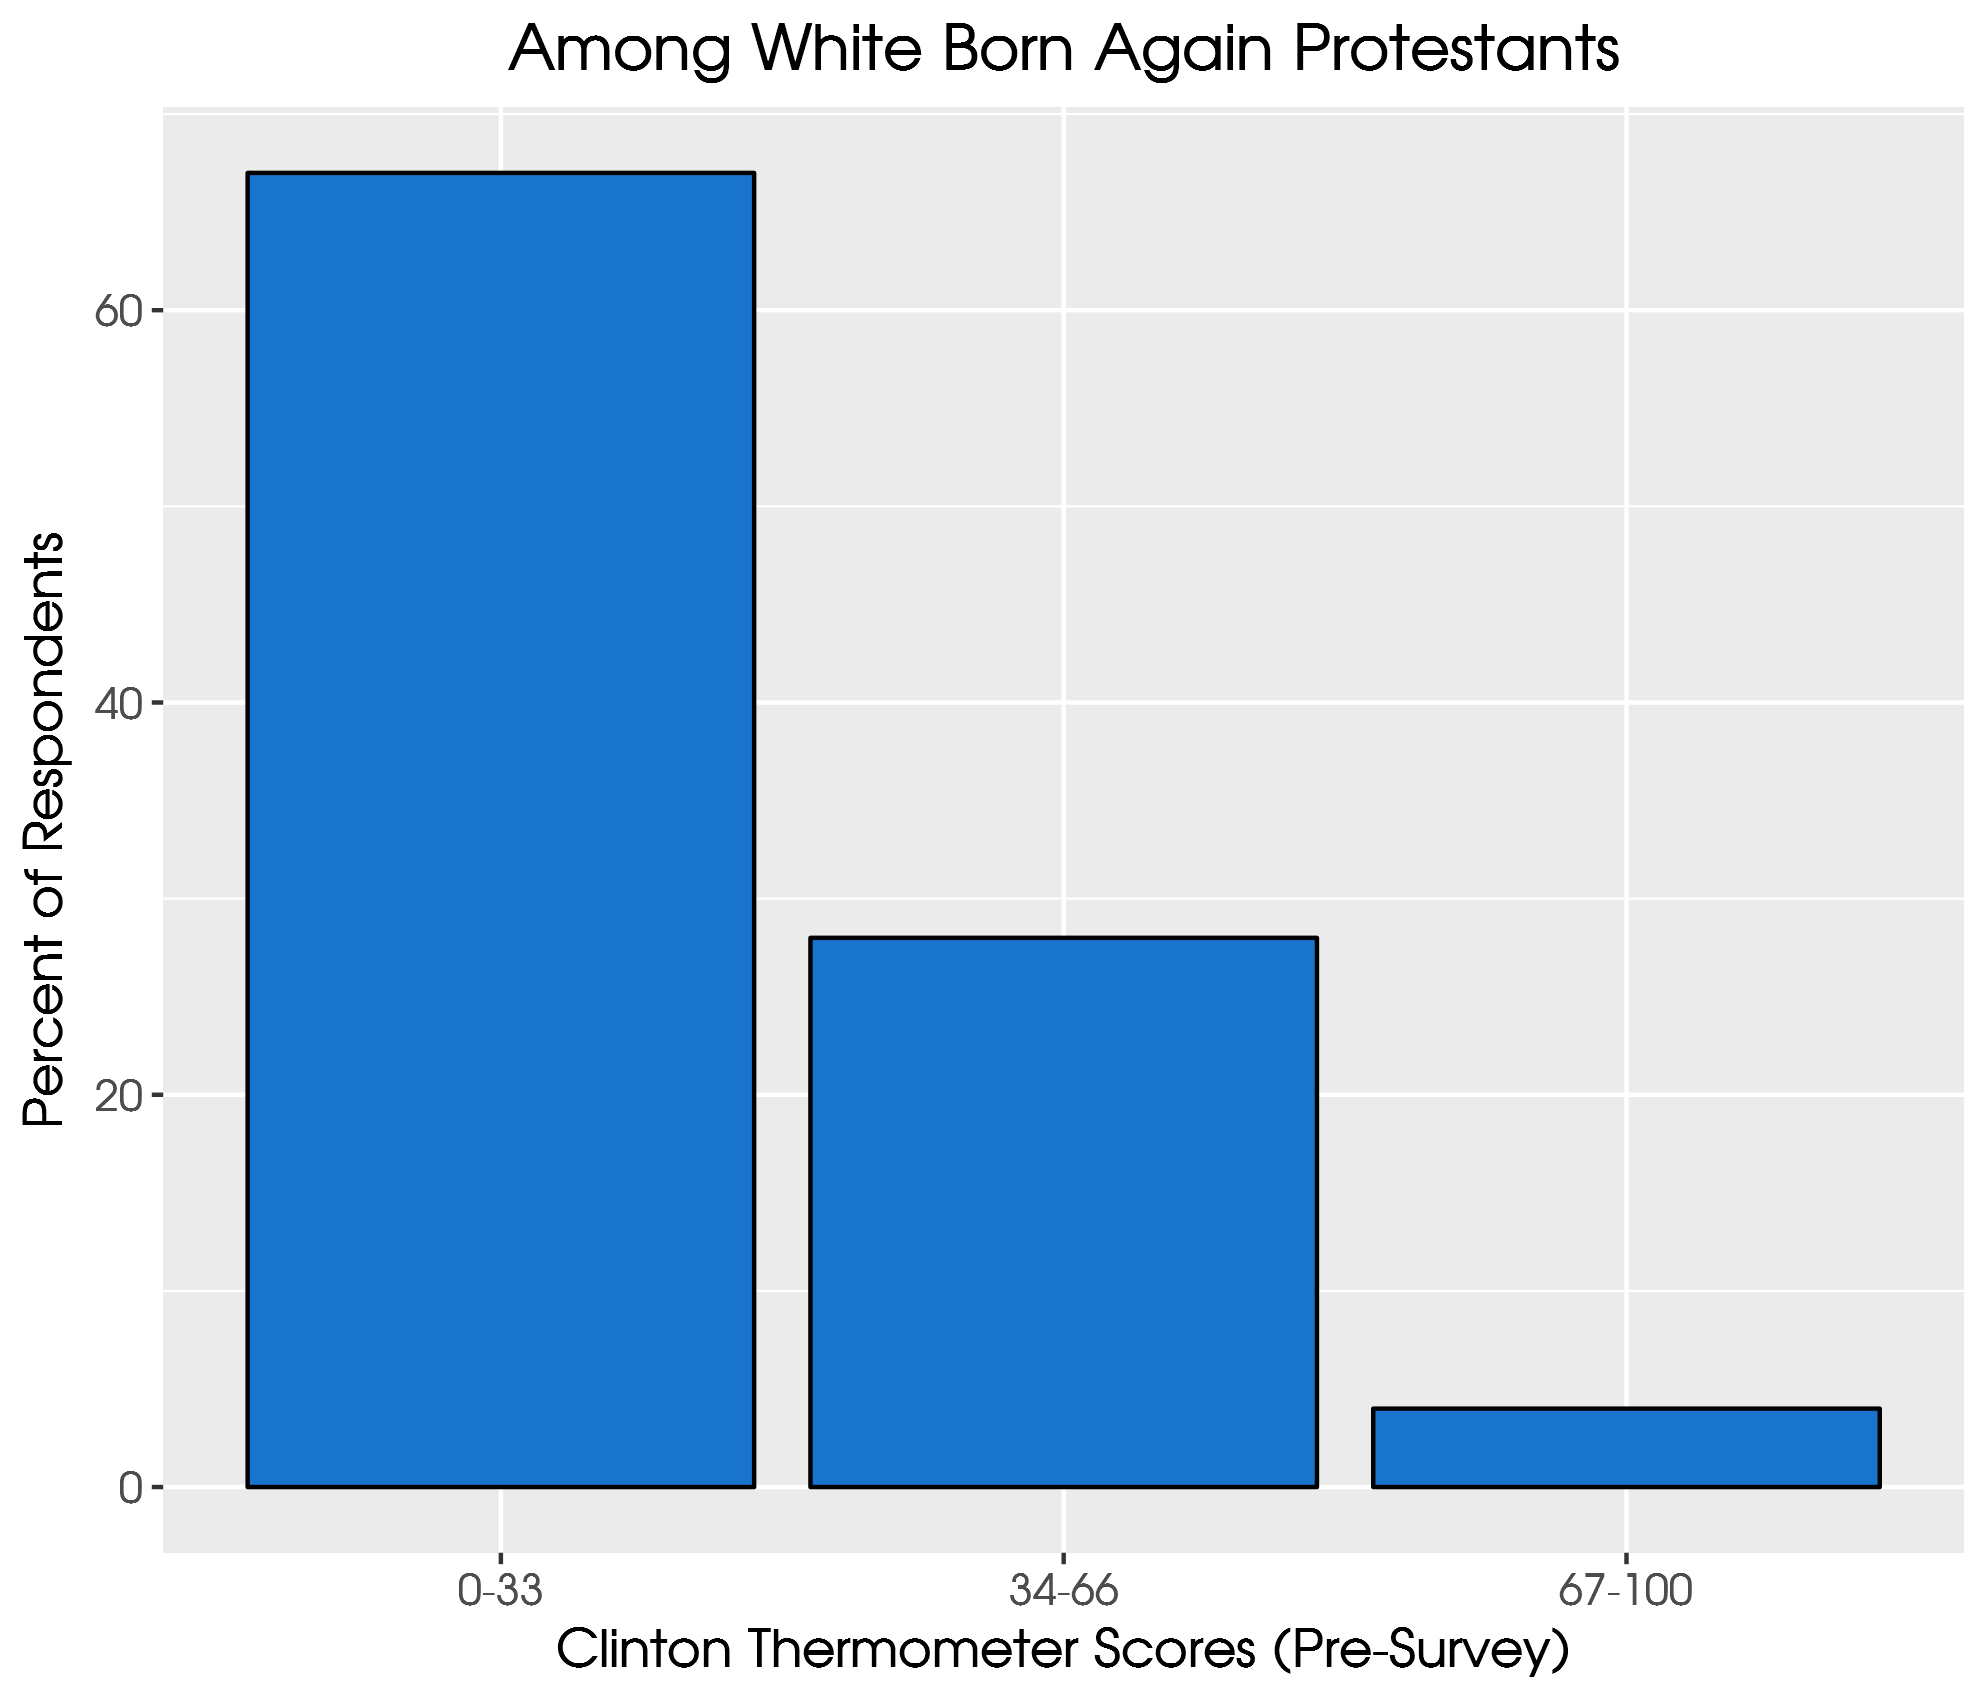 Among White Born Again Protestants
Percent of Respondents
60
40
20
0
0-33
34-66
67-100
Clinton Thermometer Scores (Pre-Survey)